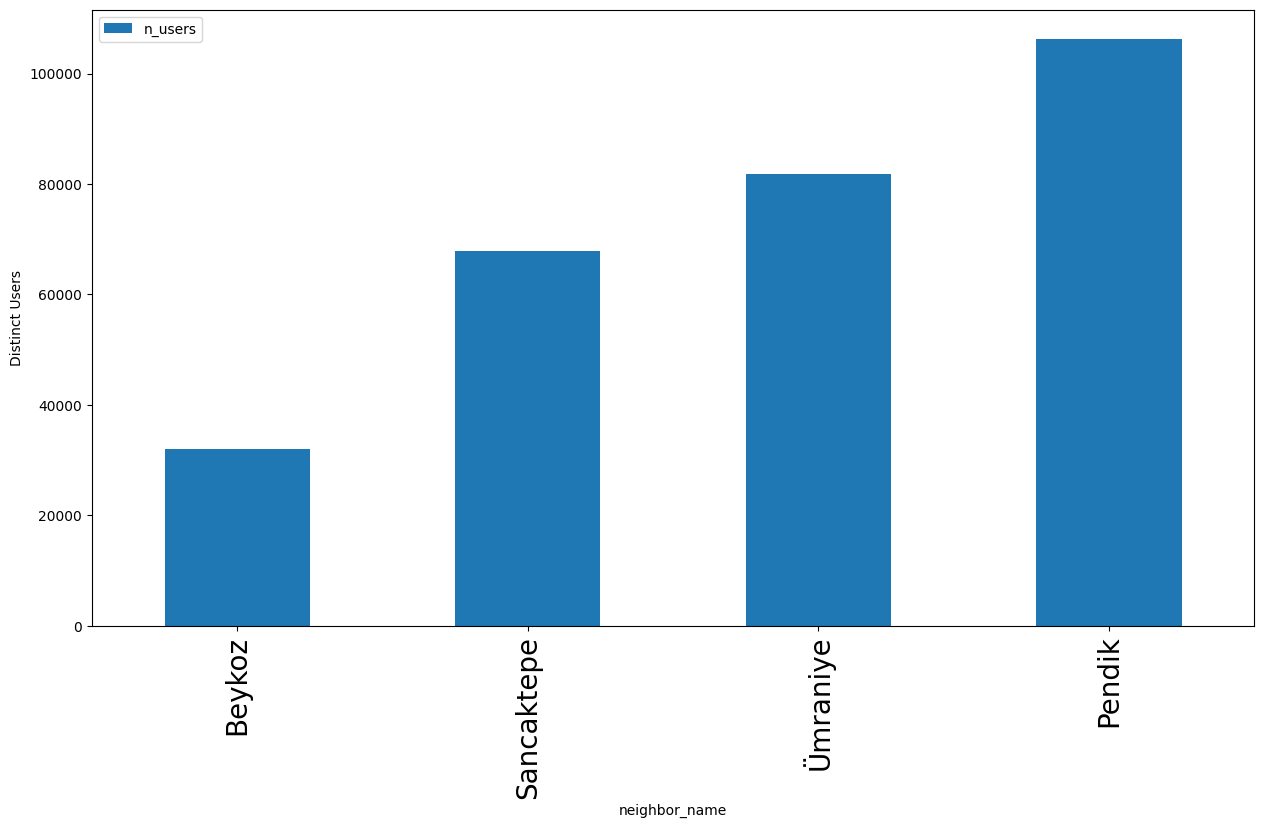 n_users
100000
80000
60000
40000
20000
0
Distinct Users
Beykoz
Sancaktepe
Ümraniye
Pendik
neighbor_name